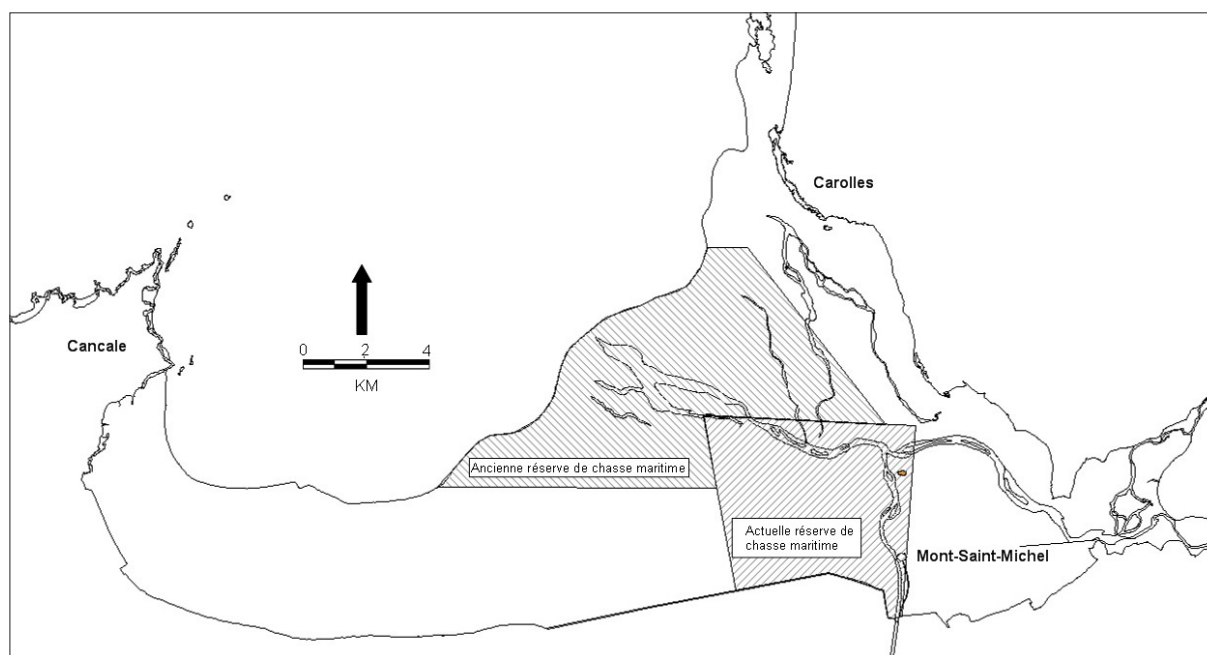 Carolles
Cancale
0 2 4
KM
Ancienne réserve de chasse maritime
Actuelle réserve de
chasse maritime
Mont-Saint-Michel